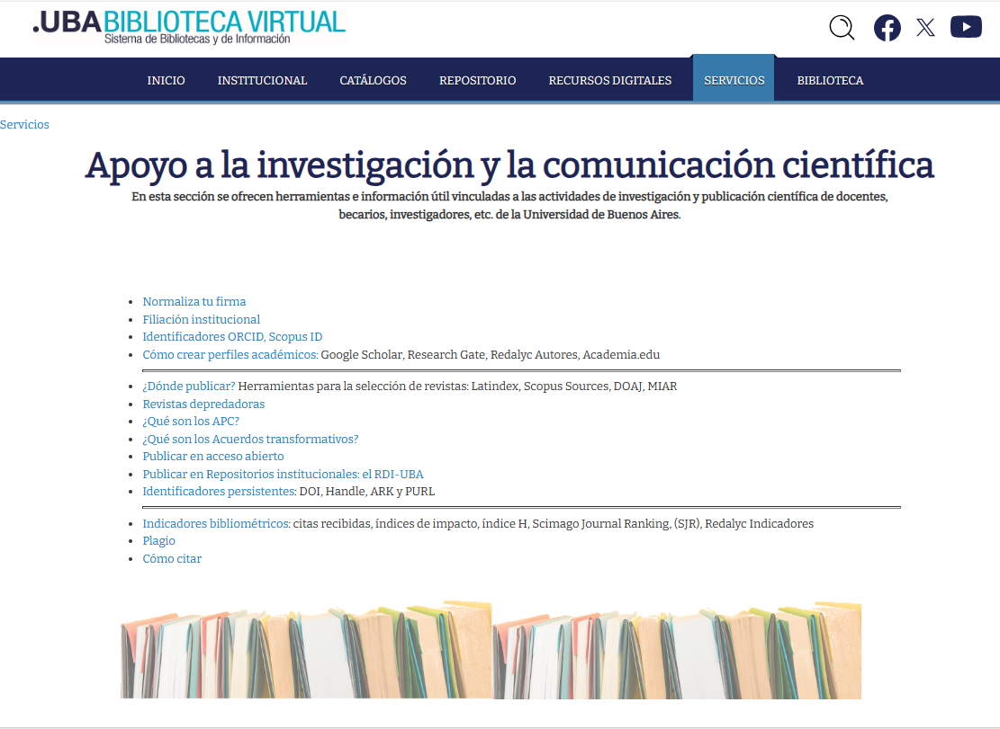 .UBA BIBLIOTECA VIRTUAL
Sistema de Bibliotecas y de Información
INICIO INSTITUCIONAL CATÁLOGOS REPOSITORIO RECURSOS DIGITALES SERVICIOS BIBLIOTECA
Servicios
Apoyo a la investigación y la comunicación científica
En esta sección se ofrecen herramientas e información útil vinculadas a las actividades de investigación y publicación científica de docentes,
becarios, investigadores, etc. de la Universidad de Buenos Aires.
Normaliza tu firma
Filiación institucional
Identificadores ORCID, Scopus ID
Cómo crear perfiles académicos: Google Scholar, Research Gate, Redalyc Autores, Academia.edu
¿Dónde publicar? Herramientas para la selección de revistas: Latindex, Scopus Sources, DOAJ, MIAR
Revistas depredadoras
¿Qué son los APC?
¿Qué son los Acuerdos transformativos?
Publicar en acceso abierto
Publicar en Repositorios institucionales: el RDI-UBA
Identificadores persistentes: DOI, Handle, ARK y PURL
Indicadores bibliométricos: citas recibidas, índices de impacto, índice H, Scimago Journal Ranking, (SJR), Redalyc Indicadores
Plagio
Cómo citar